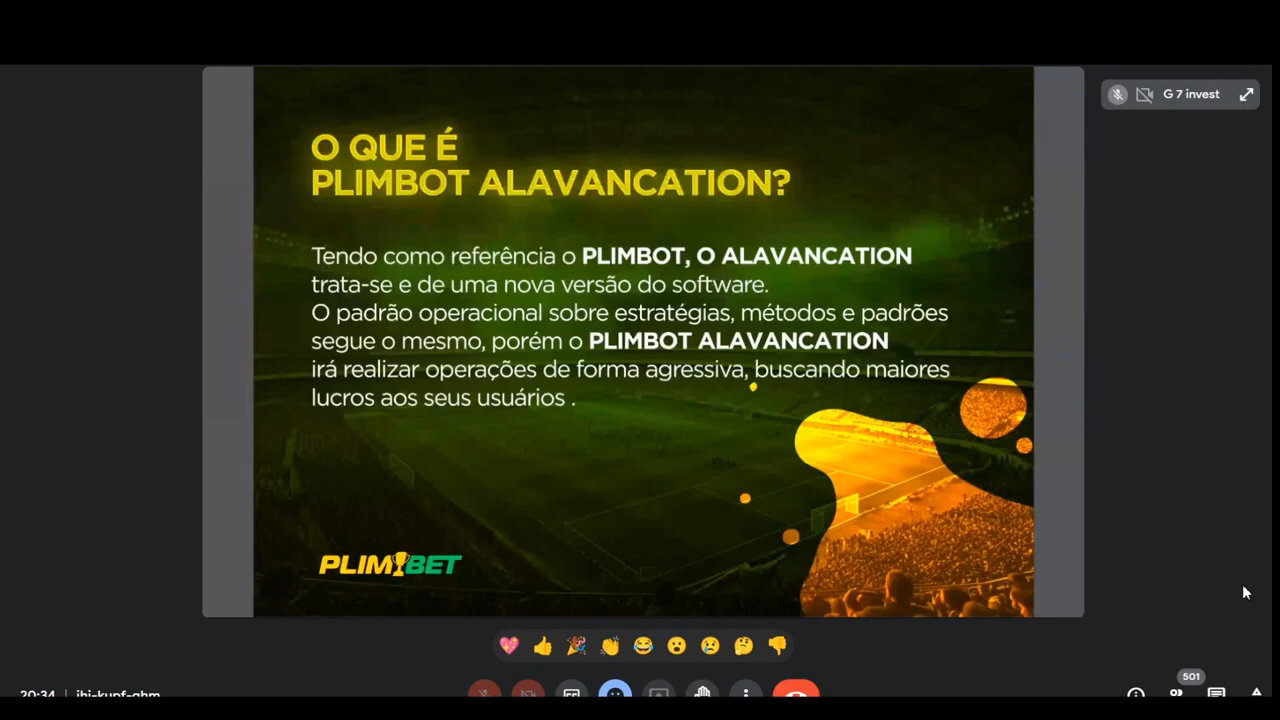 G 7 invest
O QUE É
PLIMBOT ALAVANCATION?
Tendo como referência o PLIMBOT, O ALAVANCATION
trata-se e de uma nova versão do software.
O padrão operacional sobre estratégias, métodos e padrões
segue o mesmo, porém o PLIMBOT ALAVANCATION
irá realizar operações de forma agressiva, buscando maiores
lucros aos seus usuários .
PLIMBET
501
20:34